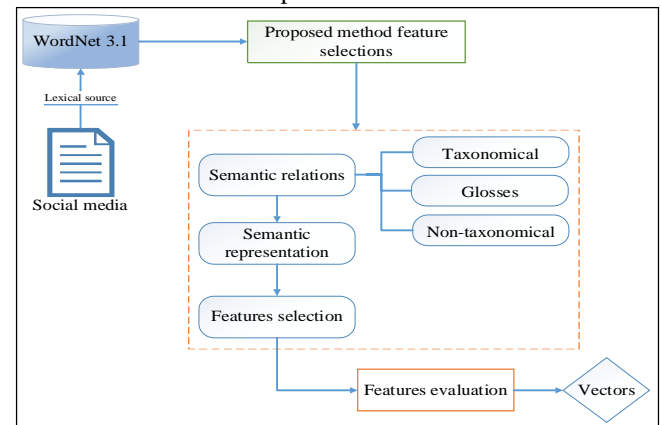 WordNet 3.1
Proposed method feature
selections
Lexical source
Social media
Semantic relations
Taxonomical
Glosses
Non-taxonomical
Semantic
representation
Features selection
Features evaluation
Vectors